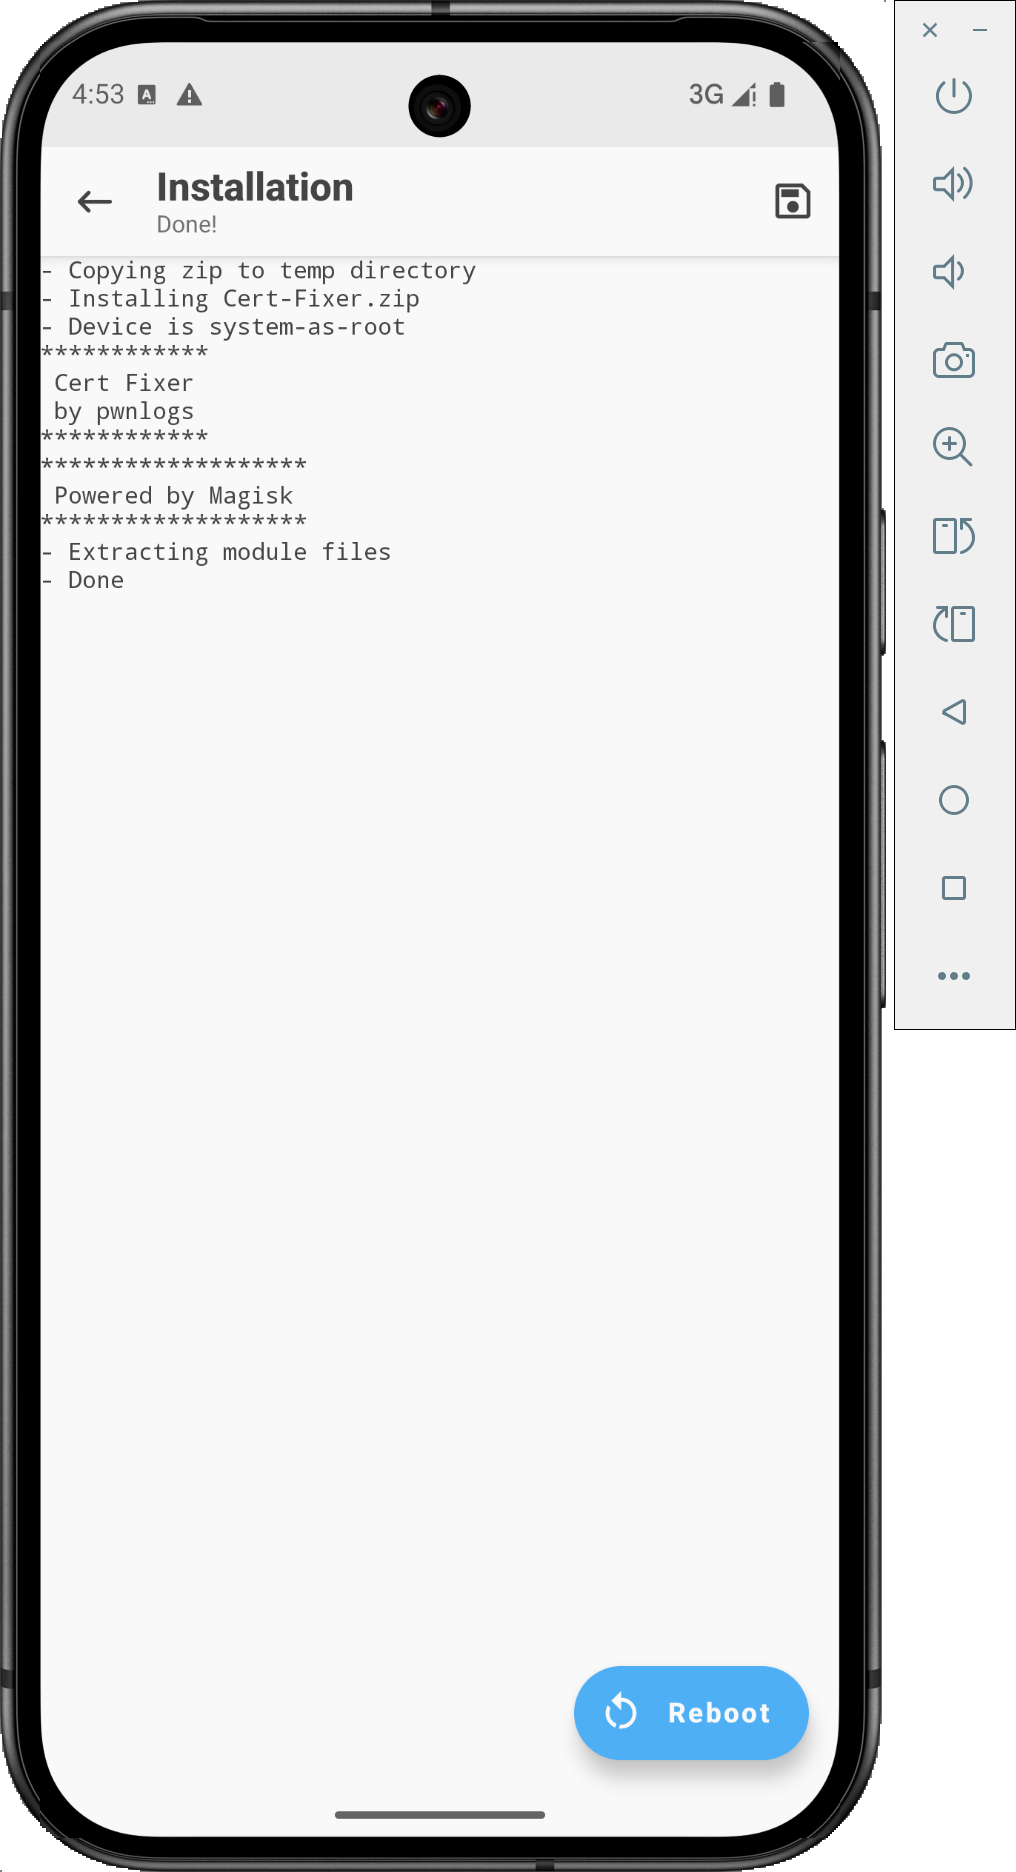 4:53
3G
Installation
Done!
- Copying zip to temp directory
- Installing Cert-Fixer.zip
- Device is system-as-root
************
 Cert Fixer
 by pwnlogs
************
*******************
 Powered by Magisk
*******************
- Extracting module files
- Done
Reboot